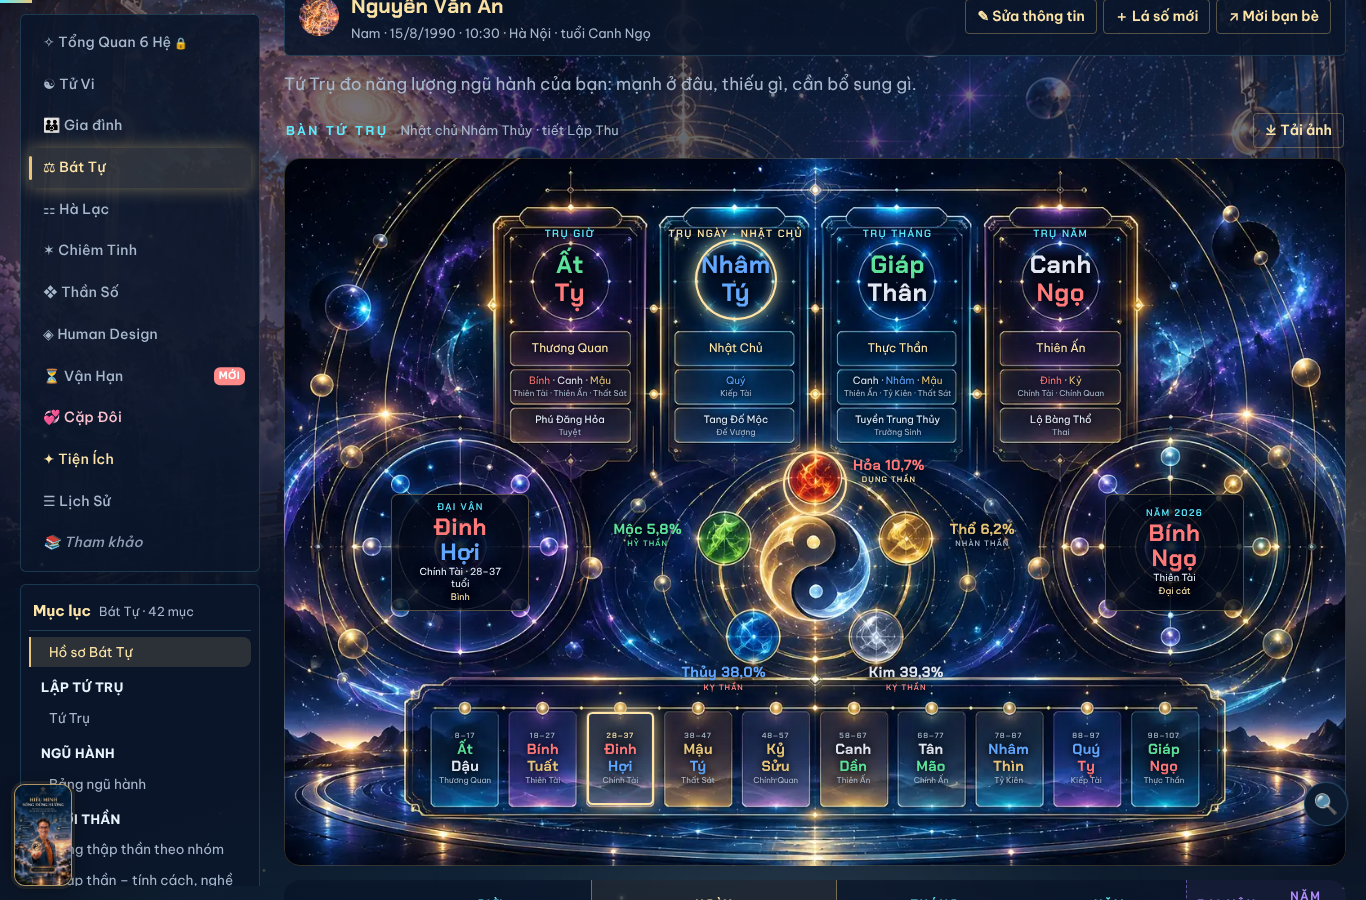 Nguyễn Văn An
Nam · 15/8/1990 · 10:30 · Hà Nội · tuổi Canh Ngọ
✎ Sửa thông tin
+ Lá số mới
↗ Mời bạn bè
✧ Tổng Quan 6 Hệ 🔒
☯ Tử Vi
👪 Gia đình
⚖ Bát Tự
⚏ Hà Lạc
✶ Chiêm Tinh
❖ Thần Số
◈ Human Design
⏳ Vận Hạn MỚI
💞 Cặp Đôi
✦ Tiện Ích
☰ Lịch Sử
📚 Tham khảo
Mục lục Bát Tự · 42 mục
Hồ sơ Bát Tự
LẬP TỨ TRỤ
Tứ Trụ
NGŨ HÀNH
Bảng ngũ hành
THẦN
thập thần theo nhóm
thần – tính cách, nghề
Tứ Trụ đo năng lượng ngũ hành của bạn: mạnh ở đâu, thiếu gì, cần bổ sung gì.
BÀN TỨ TRỤ Nhật chủ Nhâm Thủy · tiết Lập Thu
Tải ảnh
TRỤ GIỜ
Ất
Tỵ
Thương Quan
Bính · Canh · Mậu
Thiên Tài · Thiên Ấn · Thất Sát
Phú Đăng Hỏa
Tuyệt
TRỤ NGÀY · NHẬT CHỦ
Nhâm
Tý
Nhật Chủ
Quý
Kiếp Tài
Tang Đố Mộc
Đế Vượng
TRỤ THÁNG
Giáp
Thân
Thực Thần
Canh · Nhâm · Mậu
Thiên Ấn · Tỷ Kiên · Thất Sát
Tuyền Trung Thủy
Trường Sinh
TRỤ NĂM
Canh
Ngọ
Thiên Ấn
Đinh · Kỷ
Chính Tài · Chính Quan
Lộ Bàng Thổ
Thai
Hỏa 10,7%
DỤNG THẦN
Mộc 5,8%
HỶ THẦN
Thổ 6,2%
NHÀN THẦN
Thủy 38,0%
KỴ THẦN
Kim 39,3%
KỴ THẦN
ĐẠI VẬN
Đinh
Hợi
Chính Tài · 28–37
tuổi
Bình
NĂM 2026
Bính
Ngọ
Thiên Tài
Đại cát
8–17
Ất
Dậu
Thương Quan
18–27
Bính
Tuất
Thiên Tài
28–37
Đinh
Hợi
Chính Tài
38–47
Mậu
Tý
Thất Sát
48–57
Kỷ
Sửu
Chính Quan
58–67
Canh
Dần
Thiên Ấn
68–77
Tân
Mão
Chính Ấn
78–87
Nhâm
Thìn
Tỷ Kiên
88–97
Quý
Tỵ
Kiếp Tài
98–107
Giáp
Ngọ
Thực Thần
NĂM